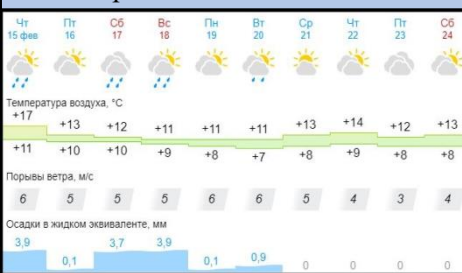 Чт Пт Сб Вс Пн Вт Ср Чт Пт Сб
15 фев 16 17 18 19 20 21 22 23 24
Температура воздуха, °C
+17 +13 +12 +11 +11 +11 +13 +14 +12 +13
+11 +10 +10 +9 +8 +7 +8 +9 +8 +8
Порывы ветра, м/с
6 5 5 5 6 6 5 4 3 4
Осадки в жидком эквиваленте, мм
3,9 0,1 3,7 3,9 0,1 0,9 0 0 0 0